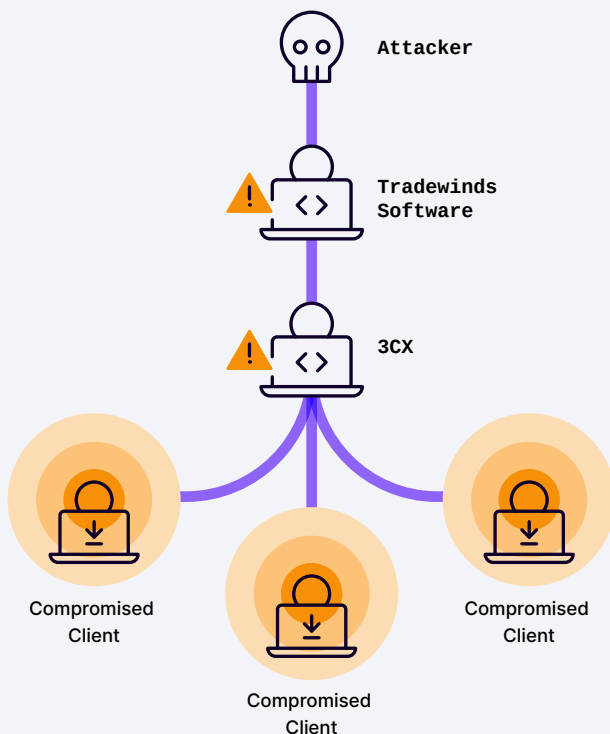 Attacker
Tradewinds
Software
3CX
Compromised
Client
Compromised
Client
Compromised
Client